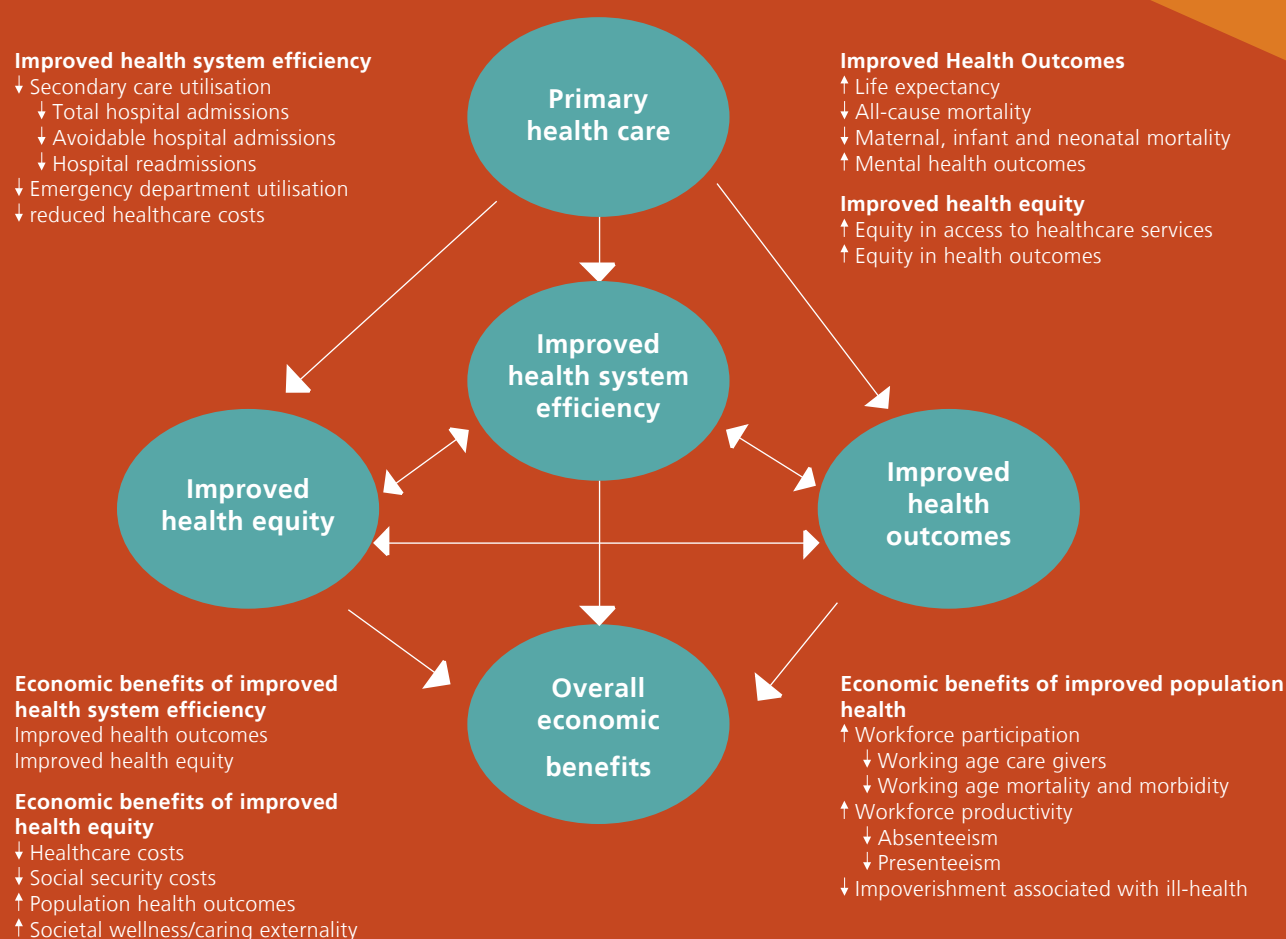 Improved health system efficiency
↓ Secondary care utilisation
↓ Total hospital admissions
↓ Avoidable hospital admissions
↓ Hospital readmissions
↓ Emergency department utilisation
↓ reduced healthcare costs
Primary
health care
Improved Health Outcomes
↑ Life expectancy
↓ All-cause mortality
↓ Maternal, infant and neonatal mortality
↑ Mental health outcomes
Improved health equity
↑ Equity in access to healthcare services
↑ Equity in health outcomes
Improved
health system
efficiency
Improved
health equity
Improved
health
outcomes
Overall
economic
benefits
Economic benefits of improved
health system efficiency
Improved health outcomes
Improved health equity
Economic benefits of improved
health equity
↓ Healthcare costs
↓ Social security costs
↑ Population health outcomes
↑ Societal wellness/caring externality
Economic benefits of improved population
health
↑ Workforce participation
↓ Working age care givers
↓ Working age mortality and morbidity
↑ Workforce productivity
↓ Absenteeism
↓ Presenteeism
↓ Impoverishment associated with ill-health